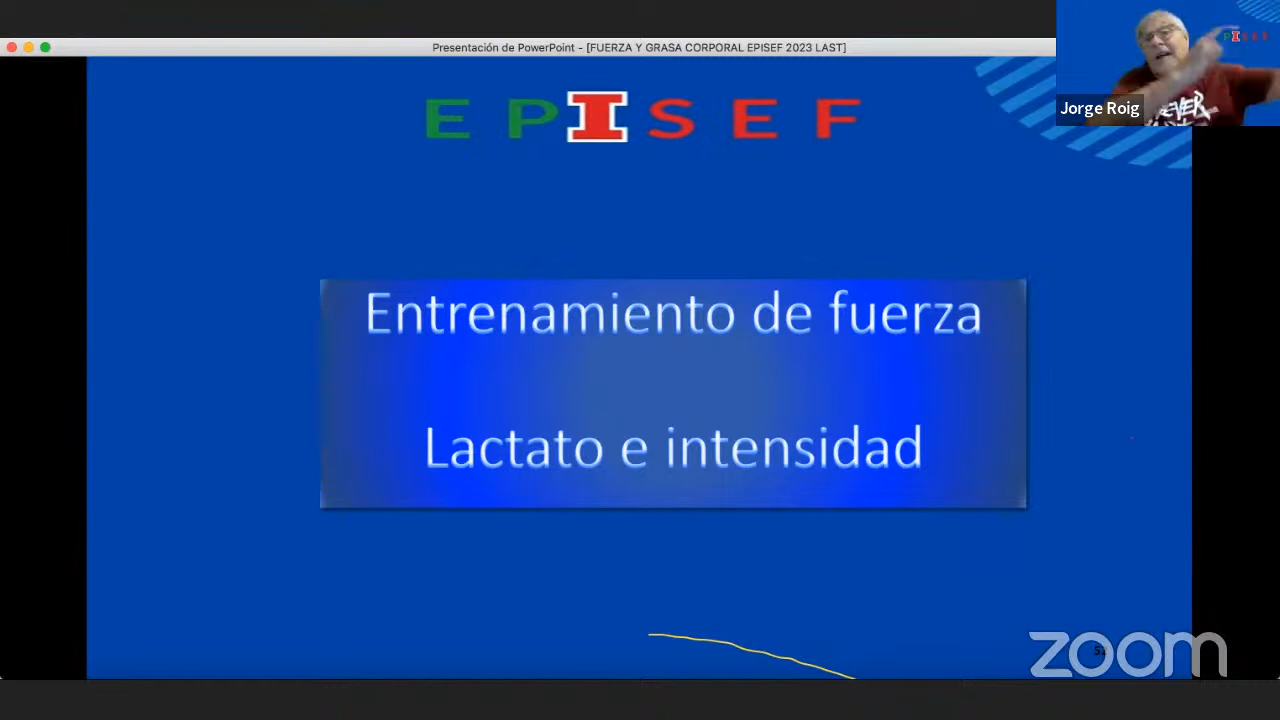 Presentación de PowerPoint - [FUERZA Y GRASA CORPORAL EPISEF 2023 LAST]
EPISEF
Jorge Roig
Entrenamiento de fuerza
Lactato e intensidad
zoom